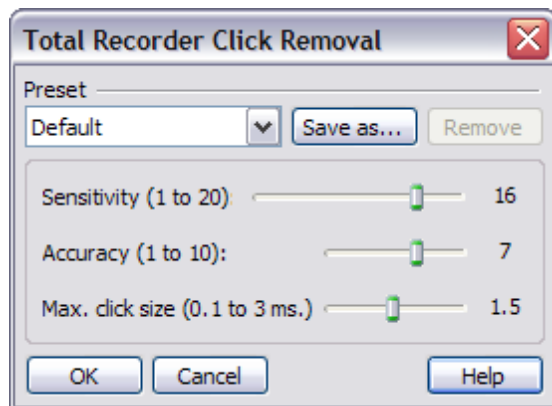 Total Recorder Click Removal
Preset
Default Save as... Remove
Sensitivity (1 to 20) 16
Accuracy (1 to 10): 7
Max. click size (0.1 to 3 ms.) 1.5
OK Cancel Help